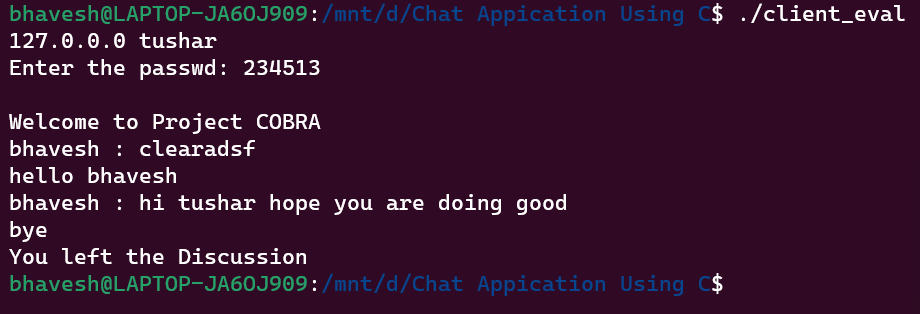 bhavesh@LAPTOP-JA6OJ909:/mnt/d/Chat Appication Using C$ ./client_eval
127.0.0.0 tushar
Enter the passwd: 234513
Welcome to Project COBRA
bhavesh : clearadsf
hello bhavesh
bhavesh : hi tushar hope you are doing good
bye
You left the Discussion
bhavesh@LAPTOP-JA6OJ909:/mnt/d/Chat Appication Using C$